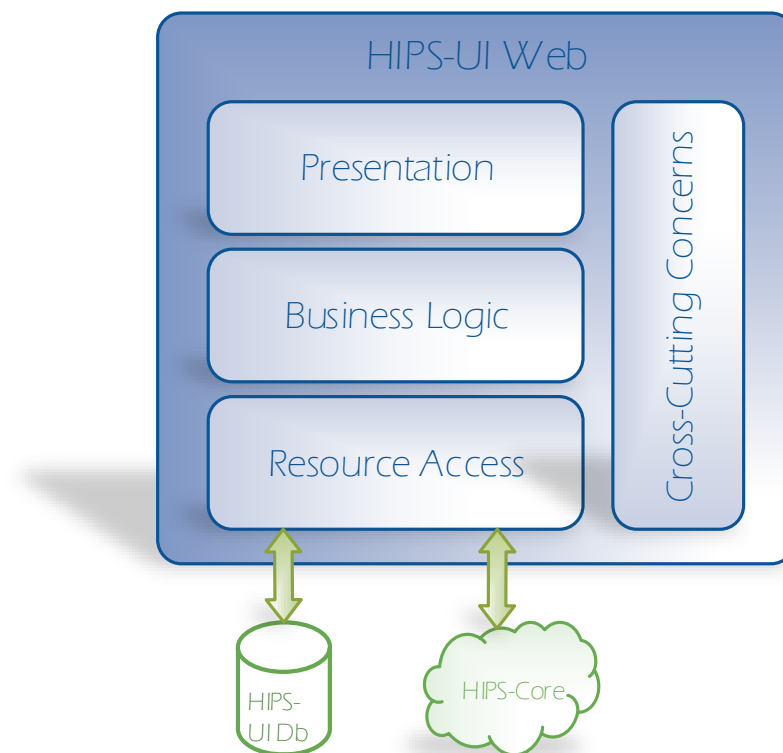 HIPS-UI Web
Presentation
Business Logic
Resource Access
Cross-Cutting Concerns
HIPS-
UI Db
HIPS-Core